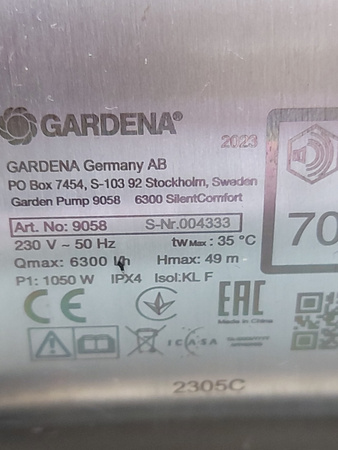 GARDENA®
2023
GARDENA Germany AB
PO Box 7454, S-103 92 Stockholm, Sweden
Garden Pump 9058 6300 SilentComfort
Art. No: 9058 S-Nr.004333
230 V ~ 50 Hz tw Max : 35 °C
Qmax: 6300 l/h Hmax: 49 m
P1: 1050 W IPX4 Isol:KL F
70
CE EAC
Made in China
ICASA
2305C